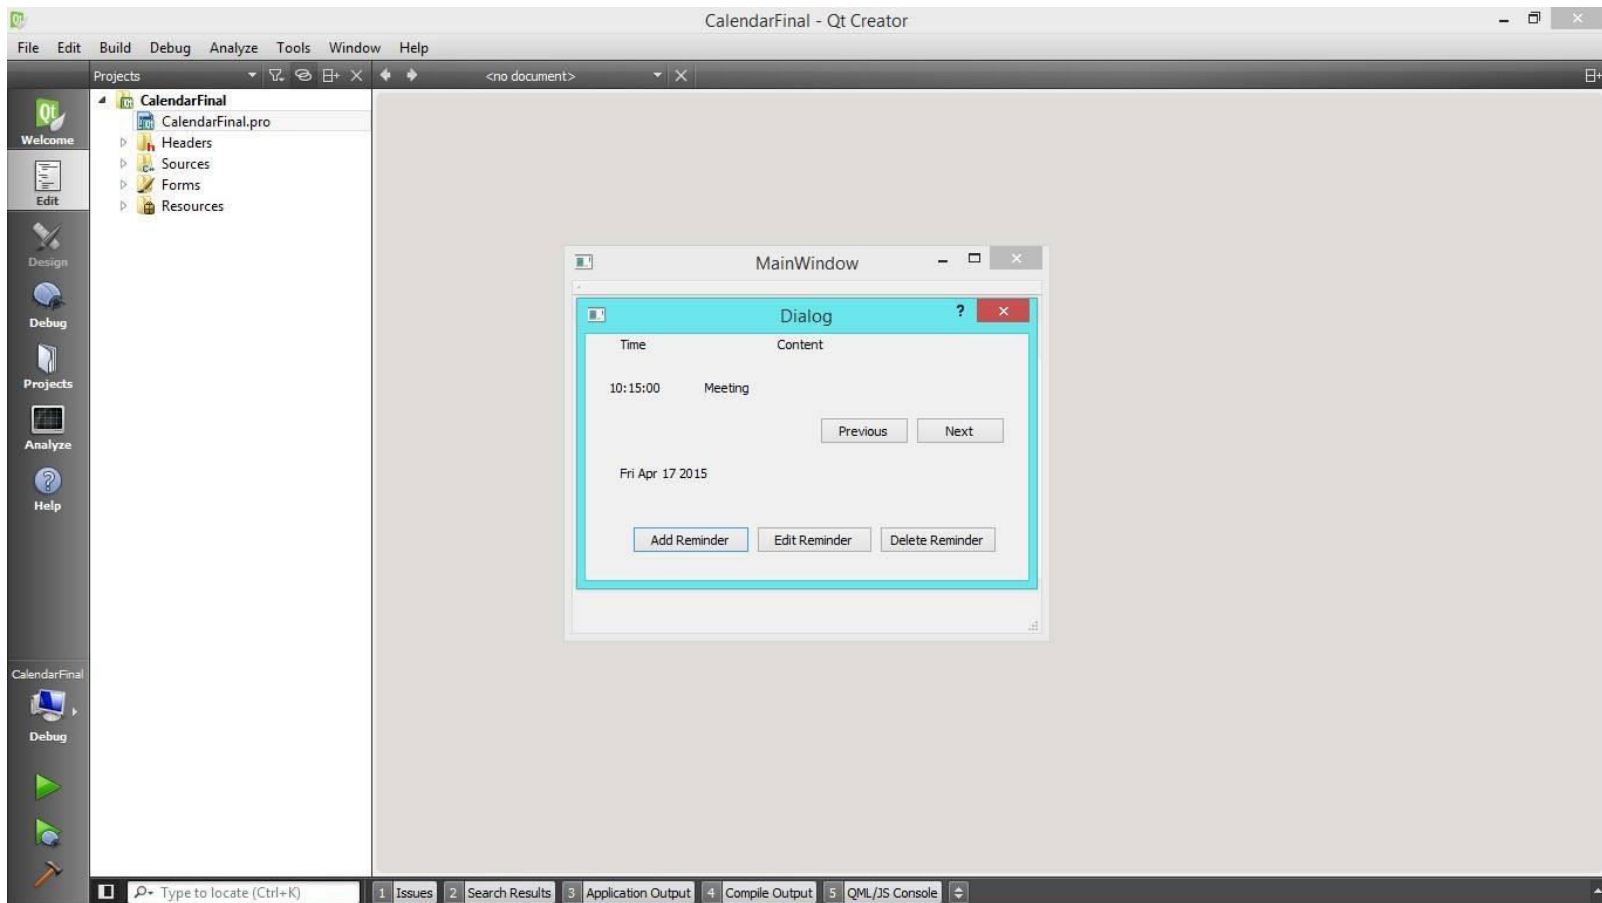 CalendarFinal - Qt Creator
File Edit Build Debug Analyze Tools Window Help
Projects <no document>
Qt
Welcome
Edit
Design
Debug
Projects
Analyze
Help
CalendarFinal
CalendarFinal.pro
Headers
Sources
Forms
Resources
MainWindow
Dialog
Time Content
10:15:00 Meeting
Previous Next
Fri Apr 17 2015
Add Reminder Edit Reminder Delete Reminder
CalendarFinal
Debug
Type to locate (Ctrl+K) 1 Issues 2 Search Results 3 Application Output 4 Compile Output 5 QML/JS Console